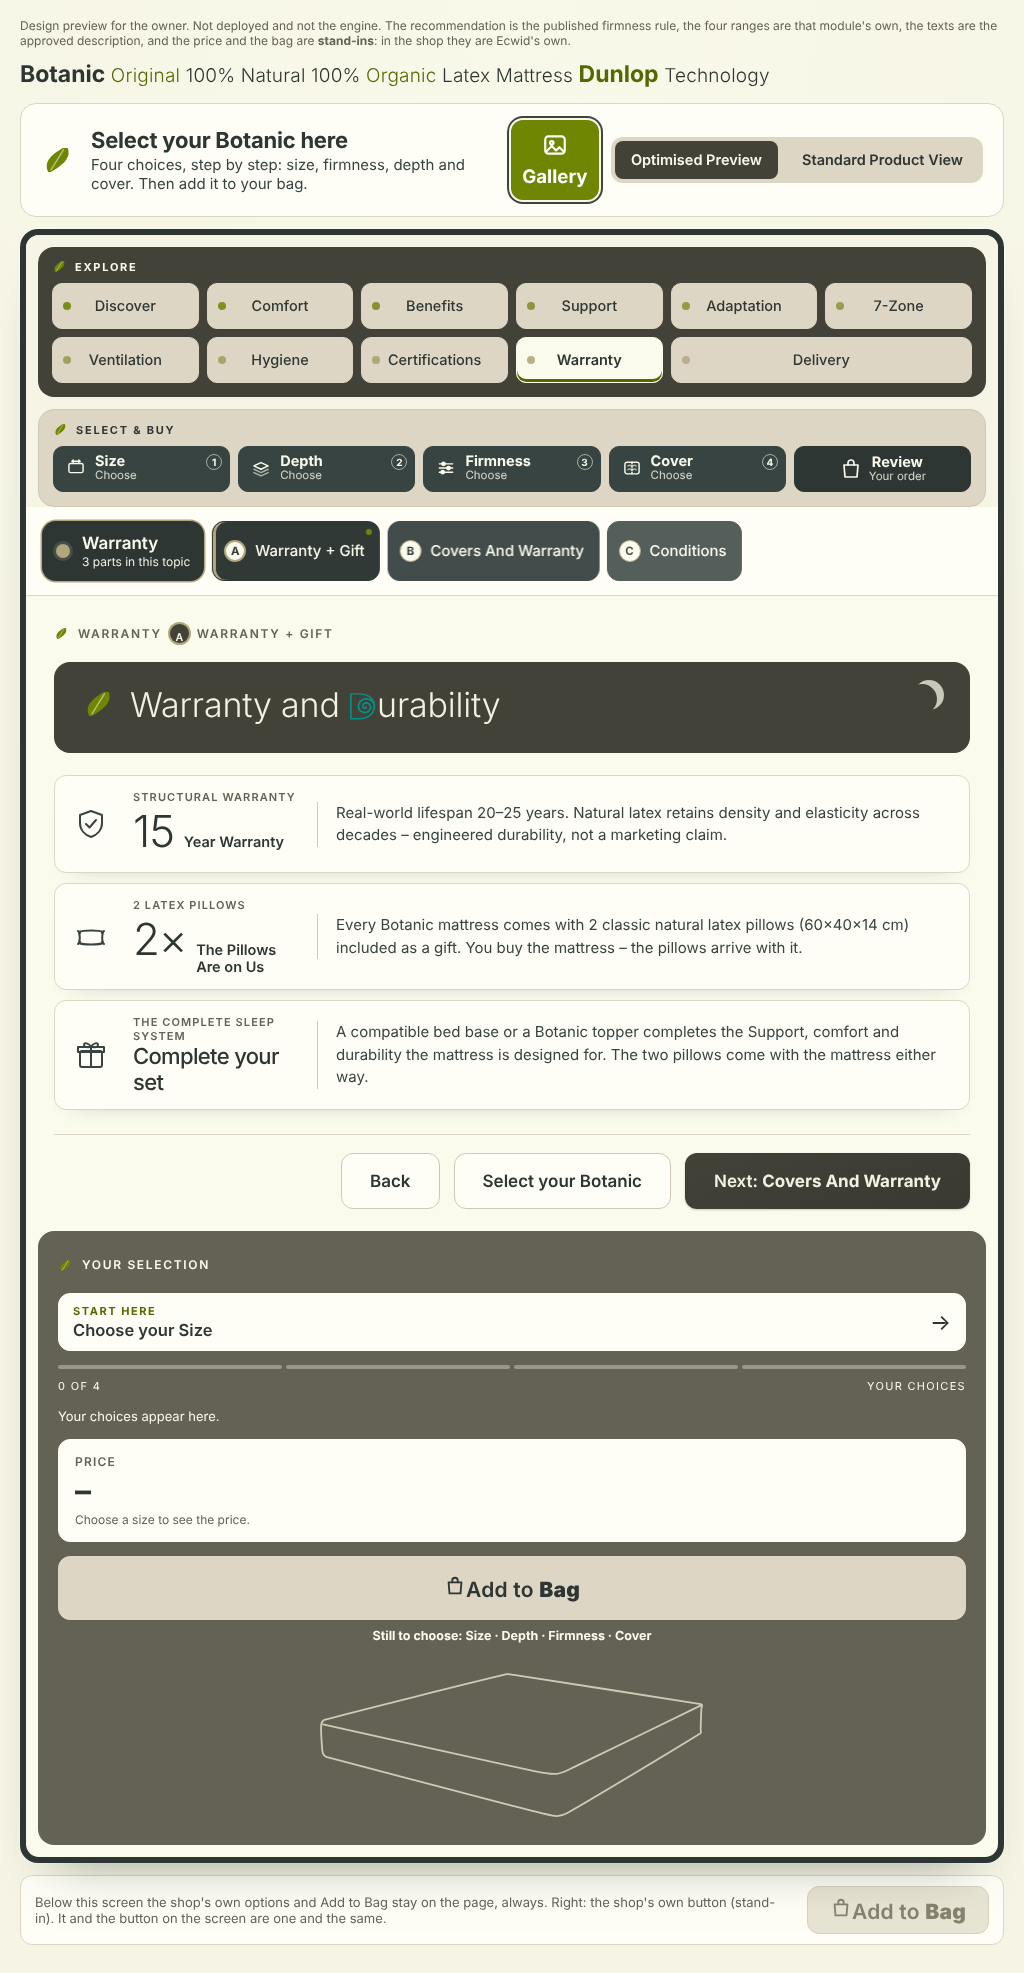 Design preview for the owner. Not deployed and not the engine. The recommendation is the published firmness rule, the four ranges are that module's own, the texts are the
approved description, and the price and the bag are stand-ins: in the shop they are Ecwid's own.
Botanic Original 100% Natural 100% Organic Latex Mattress Dunlop Technology
Select your Botanic here
Four choices, step by step: size, firmness, depth and
cover. Then add it to your bag.
Gallery
Optimised Preview
Standard Product View
EXPLORE
Discover
Comfort
Benefits
Support
Adaptation
7-Zone
Ventilation
Hygiene
Certifications
Warranty
Delivery
SELECT & BUY
Size
Choose
1
Depth
Choose
2
Firmness
Choose
3
Cover
Choose
4
Review
Your order
Warranty
3 parts in this topic
A Warranty + Gift
B Covers And Warranty
C Conditions
WARRANTY A WARRANTY + GIFT
Warranty and Durability
STRUCTURAL WARRANTY
15 Year Warranty
Real-world lifespan 20–25 years. Natural latex retains density and elasticity across
decades – engineered durability, not a marketing claim.
2 LATEX PILLOWS
2× The Pillows
Are on Us
Every Botanic mattress comes with 2 classic natural latex pillows (60×40×14 cm)
included as a gift. You buy the mattress – the pillows arrive with it.
THE COMPLETE SLEEP
SYSTEM
Complete your
set
A compatible bed base or a Botanic topper completes the Support, comfort and
durability the mattress is designed for. The two pillows come with the mattress either
way.
Back
Select your Botanic
Next: Covers And Warranty
YOUR SELECTION
START HERE
Choose your Size
0 OF 4
YOUR CHOICES
Your choices appear here.
PRICE
–
Choose a size to see the price.
Add to Bag
Still to choose: Size · Depth · Firmness · Cover
Below this screen the shop's own options and Add to Bag stay on the page, always. Right: the shop's own button (stand-
in). It and the button on the screen are one and the same.
Add to Bag